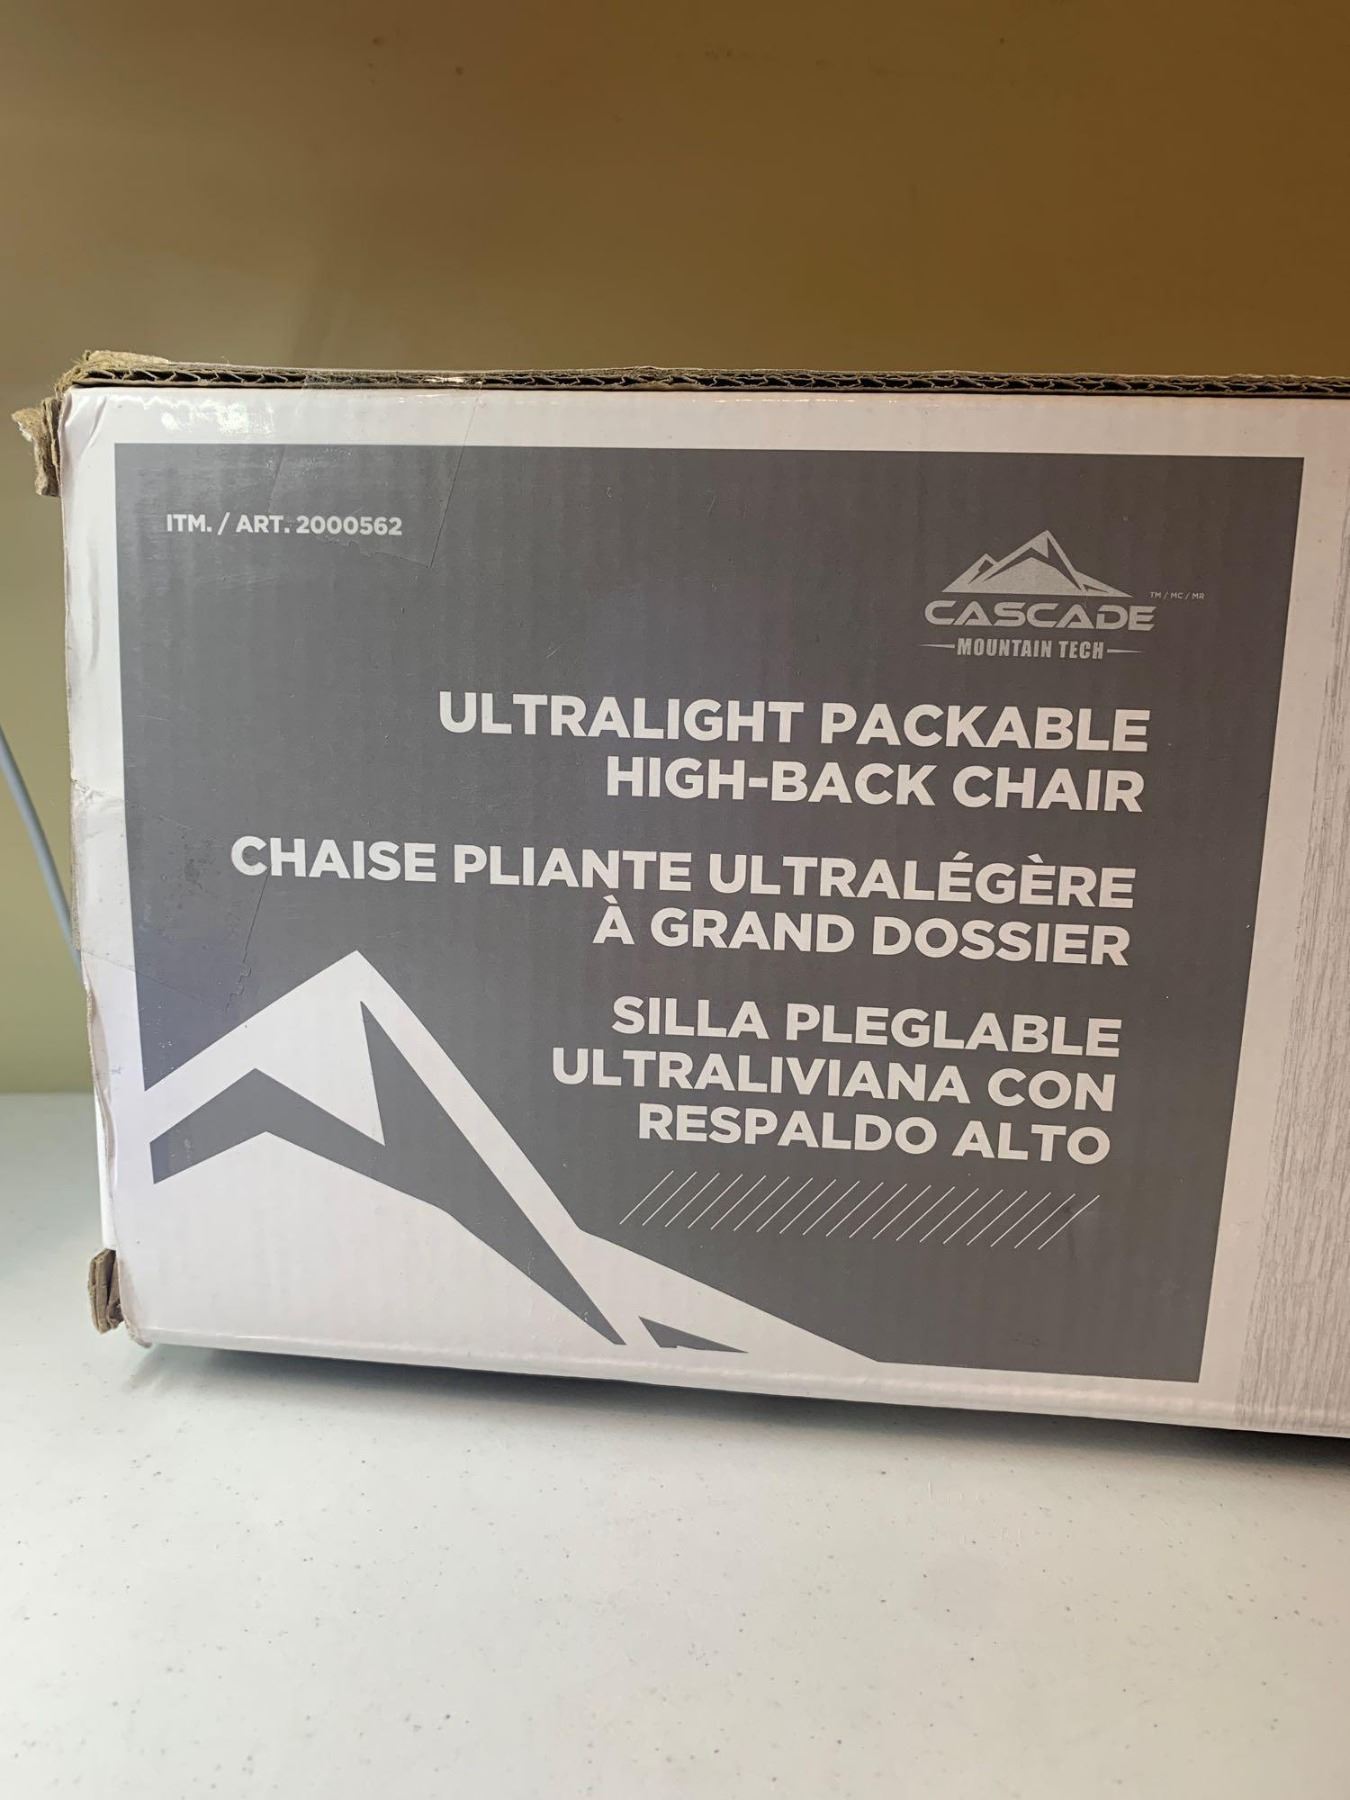 ITM. / ART. 2000562
CASCADE TM / MC / MR
MOUNTAIN TECH
ULTRALIGHT PACKABLE
HIGH-BACK CHAIR
CHAISE PLIANTE ULTRALÉGÈRE
À GRAND DOSSIER
SILLA PLEGLABLE
ULTRALIVIANA CON
RESPALDO ALTO